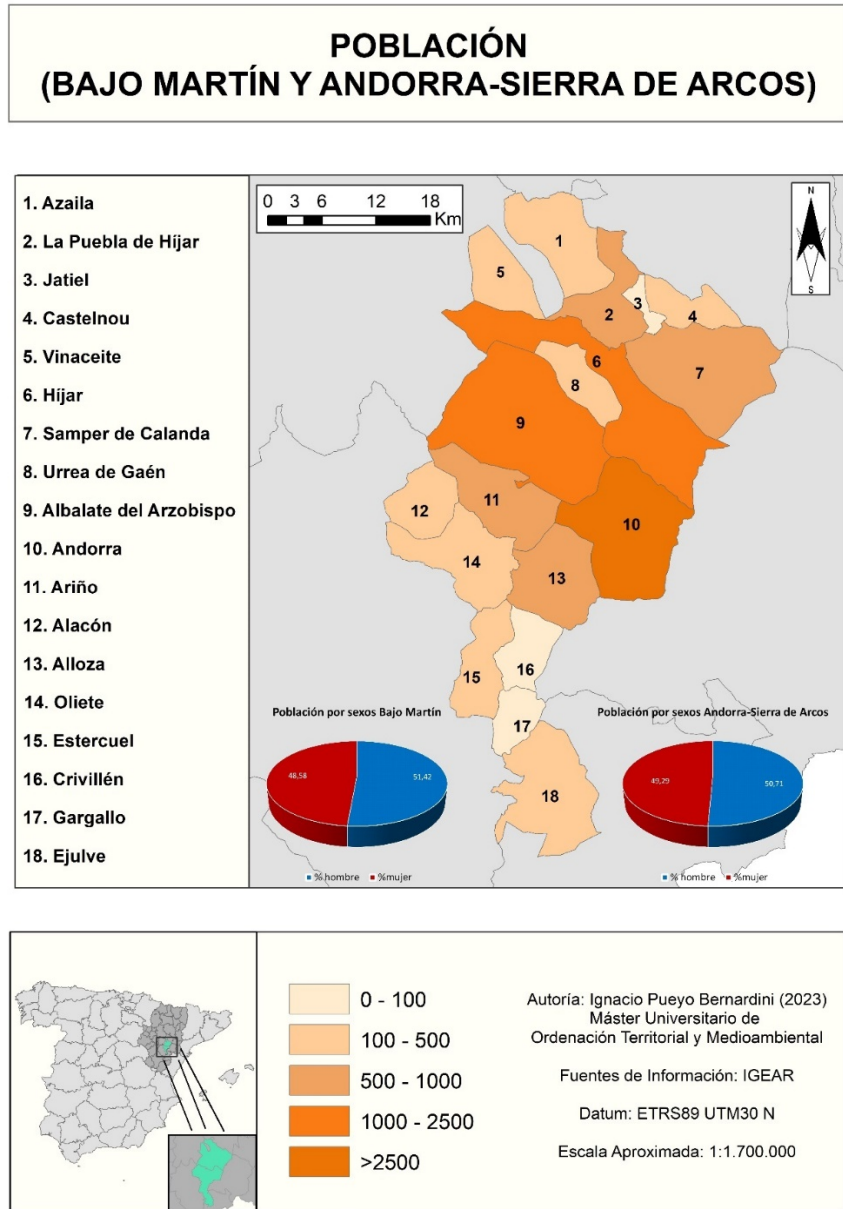 POBLACIÓN
(BAJO MARTÍN Y ANDORRA-SIERRA DE ARCOS)
1. Azaila
2. La Puebla de Híjar
3. Jatiel
4. Castelnou
5. Vinaceite
6. Híjar
7. Samper de Calanda
8. Urrea de Gaén
9. Albalate del Arzobispo
10. Andorra
11. Ariño
12. Alacón
13. Alloza
14. Oliete
15. Estercuel
16. Crivillén
17. Gargallo
18. Ejulve
0 3 6 12 18
Km
N
S
1
5
3
2
4
6
7
8
9
12
11
10
14
13
15
16
17
18
Población por sexos Bajo Martín
48,58
51,42
% hombre %mujer
Población por sexos Andorra-Sierra de Arcos
49,29
50,71
% hombre %mujer
0 - 100
100 - 500
500 - 1000
1000 - 2500
>2500
Autoría: Ignacio Pueyo Bernardini (2023)
Máster Universitario de
Ordenación Territorial y Medioambiental
Fuentes de Información: IGEAR
Datum: ETRS89 UTM30 N
Escala Aproximada: 1:1.700.000